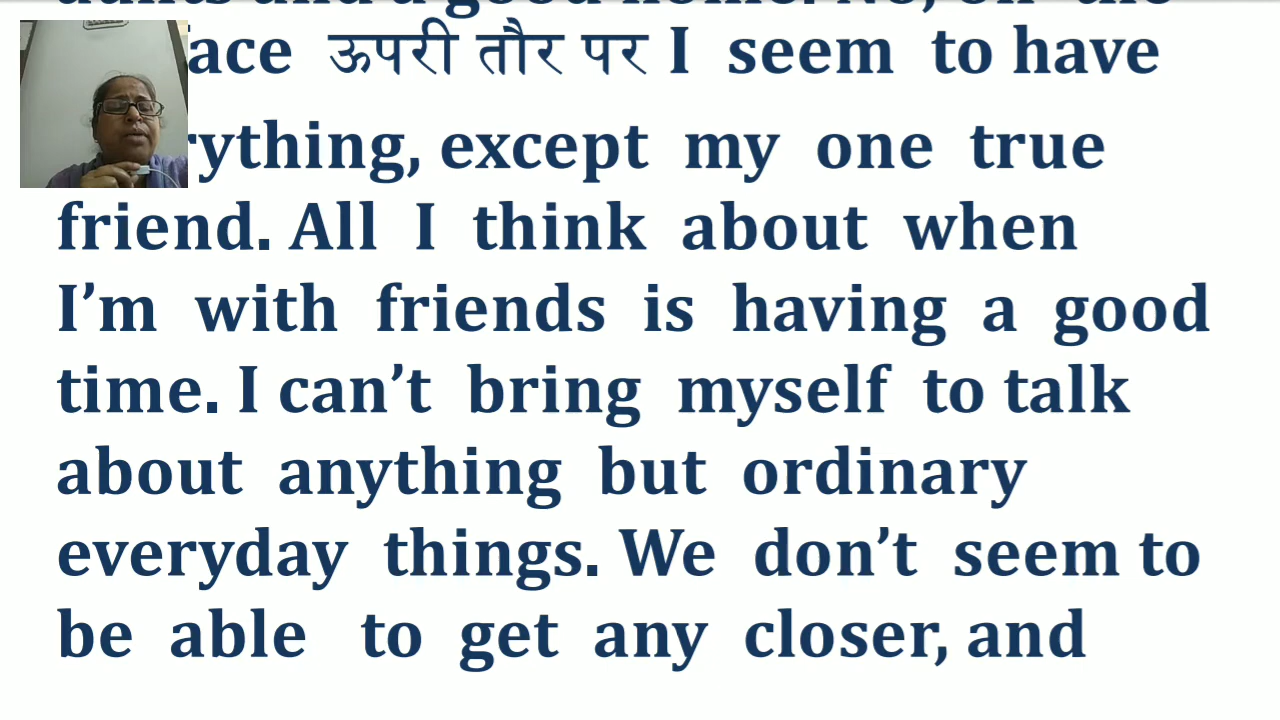 ace ऊपरी तौर पर I seem to have
rything, except my one true
friend. All I think about when
I’m with friends is having a good
time. I can’t bring myself to talk
about anything but ordinary
everyday things. We don’t seem to
be able to get any closer, and